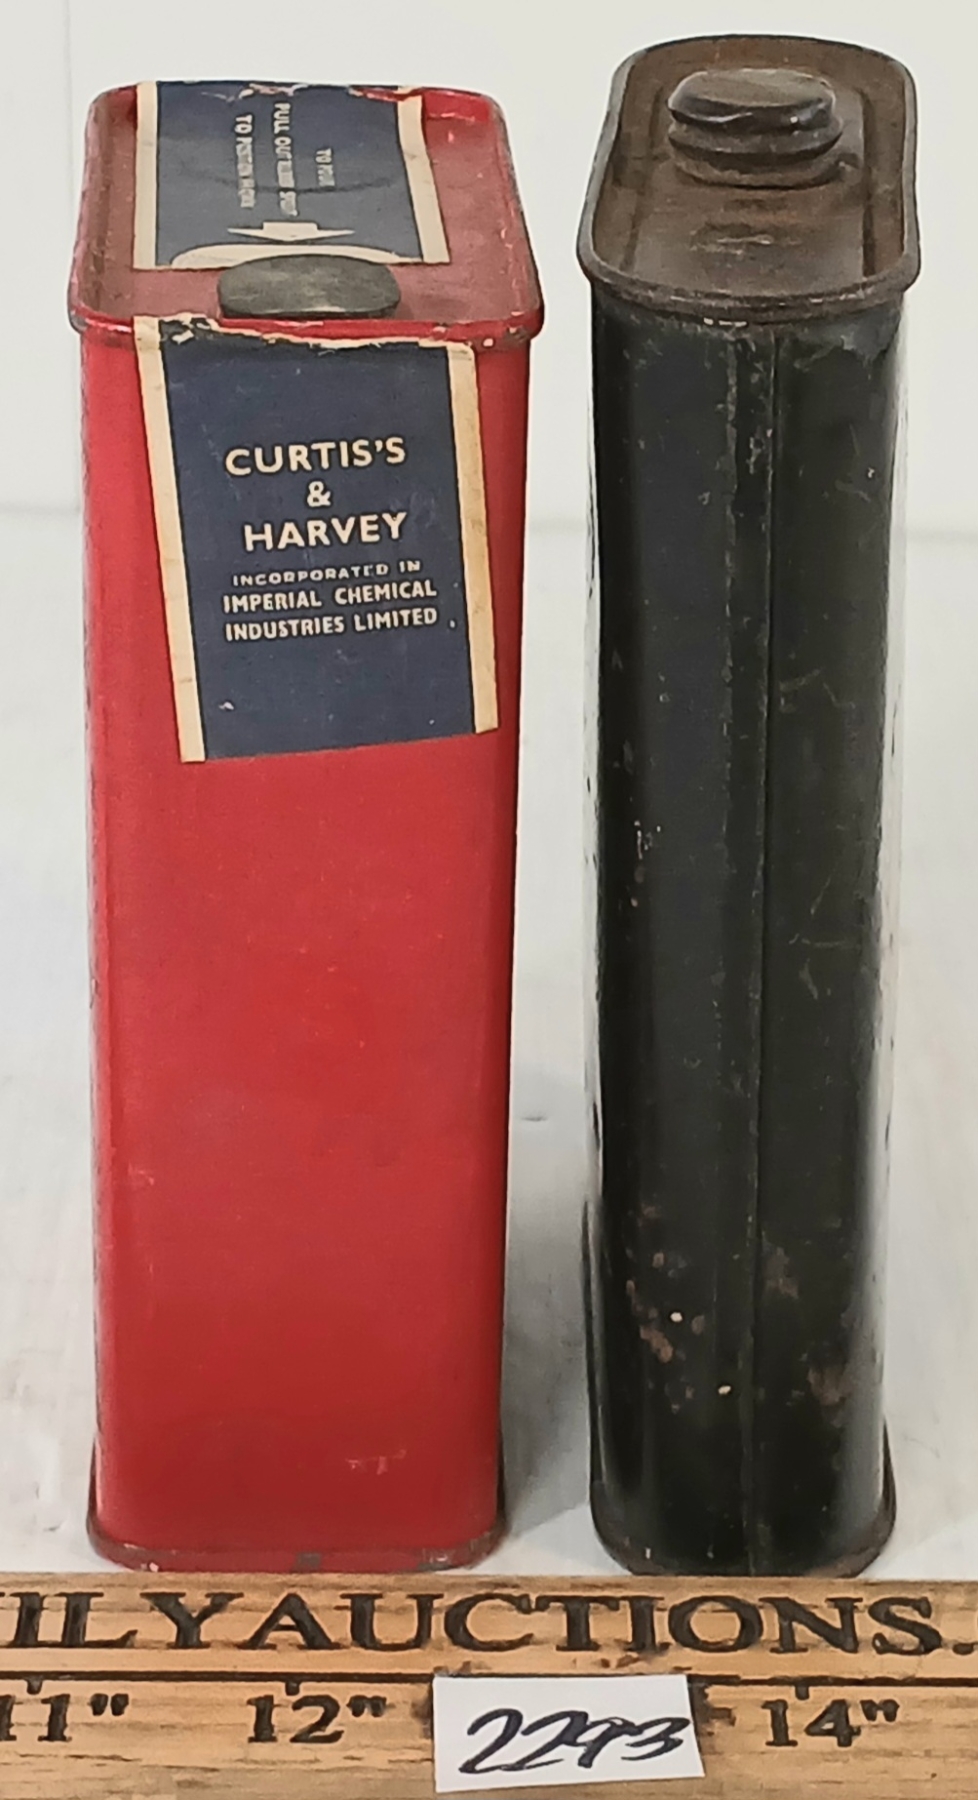 TO POUR
PULL OUT SPOUT
TO POSITION
CURTIS'S
&
HARVEY
INCORPORATED IN
IMPERIAL CHEMICAL
INDUSTRIES LIMITED.
ILYAUCTIONS.
11" 12" 14"
2293